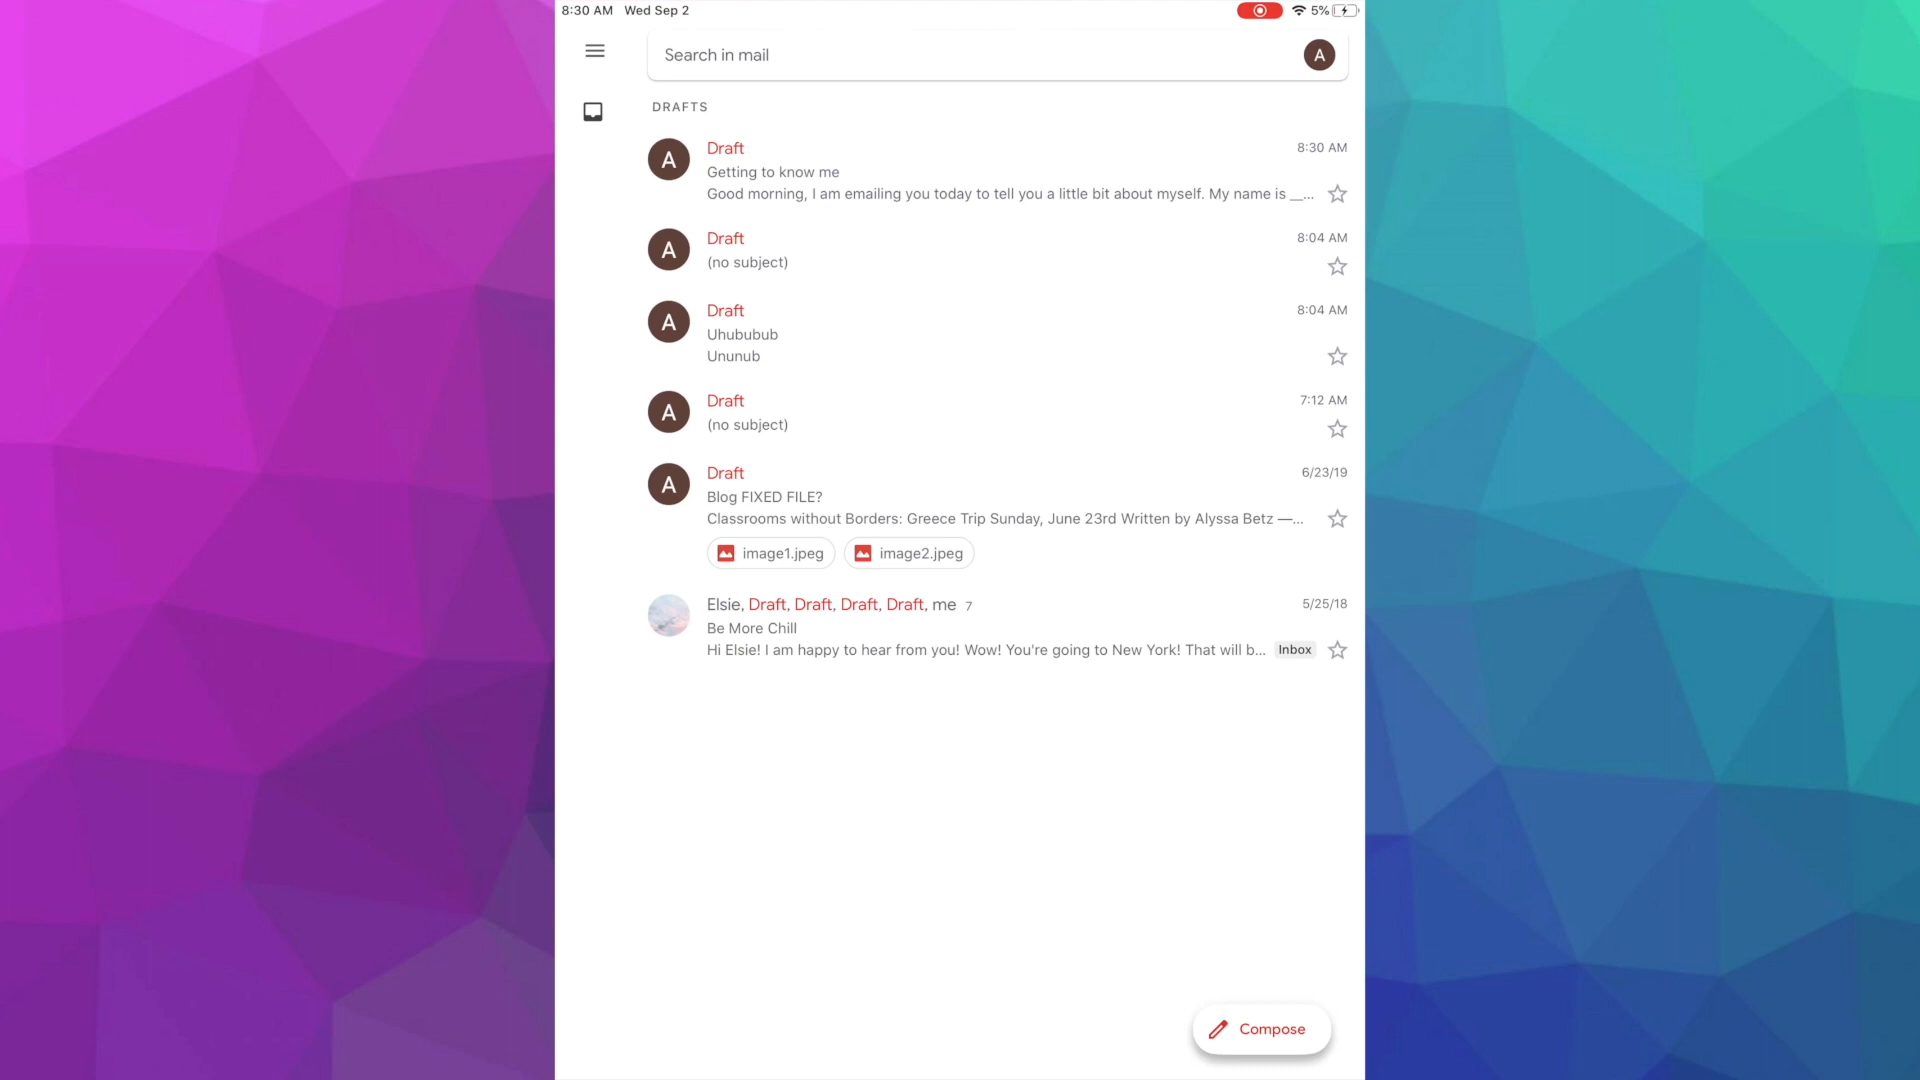 8:30 AM Wed Sep 2 5%
Search in mail A
DRAFTS
A Draft 8:30 AM
Getting to know me
Good morning, I am emailing you today to tell you a little bit about myself. My name is __...
A Draft 8:04 AM
(no subject)
A Draft 8:04 AM
Uhububub
Ununub
A Draft 7:12 AM
(no subject)
A Draft 6/23/19
Blog FIXED FILE?
Classrooms without Borders: Greece Trip Sunday, June 23rd Written by Alyssa Betz —...
image1.jpeg image2.jpeg
Elsie, Draft, Draft, Draft, Draft, me 7 5/25/18
Be More Chill
Hi Elsie! I am happy to hear from you! Wow! You're going to New York! That will b... Inbox
Compose